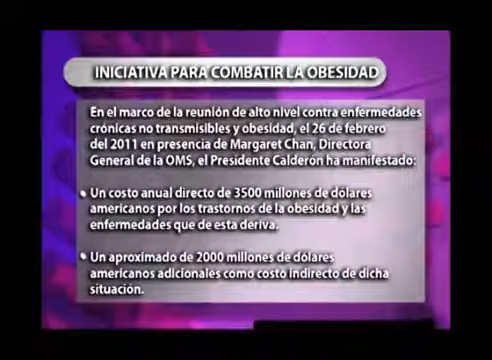 INICIATIVA PARA COMBATIR LA OBESIDAD
En el marco de la reunión de alto nivel contra enfermedades
crónicas no transmisibles y obesidad, el 26 de febrero
del 2011 en presencia de Margaret Chan, Directora
General de la OMS, el Presidente Calderón ha manifestado:
• Un costo anual directo de 3500 millones de dólares
americanos por los trastornos de la obesidad y las
enfermedades que de esta deriva.
• Un aproximado de 2000 millones de dólares
americanos adicionales como costo indirecto de dicha
situación.